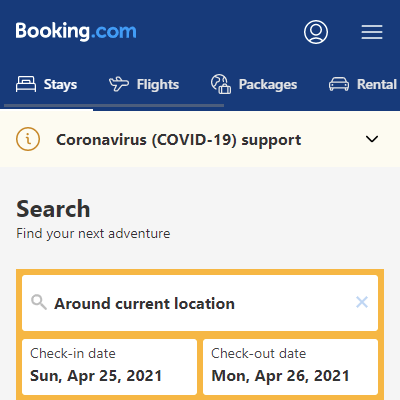 Booking.com
Stays Flights Packages Rental
Coronavirus (COVID-19) support
Search
Find your next adventure
Around current location
Check-in date Check-out date
Sun, Apr 25, 2021 Mon, Apr 26, 2021